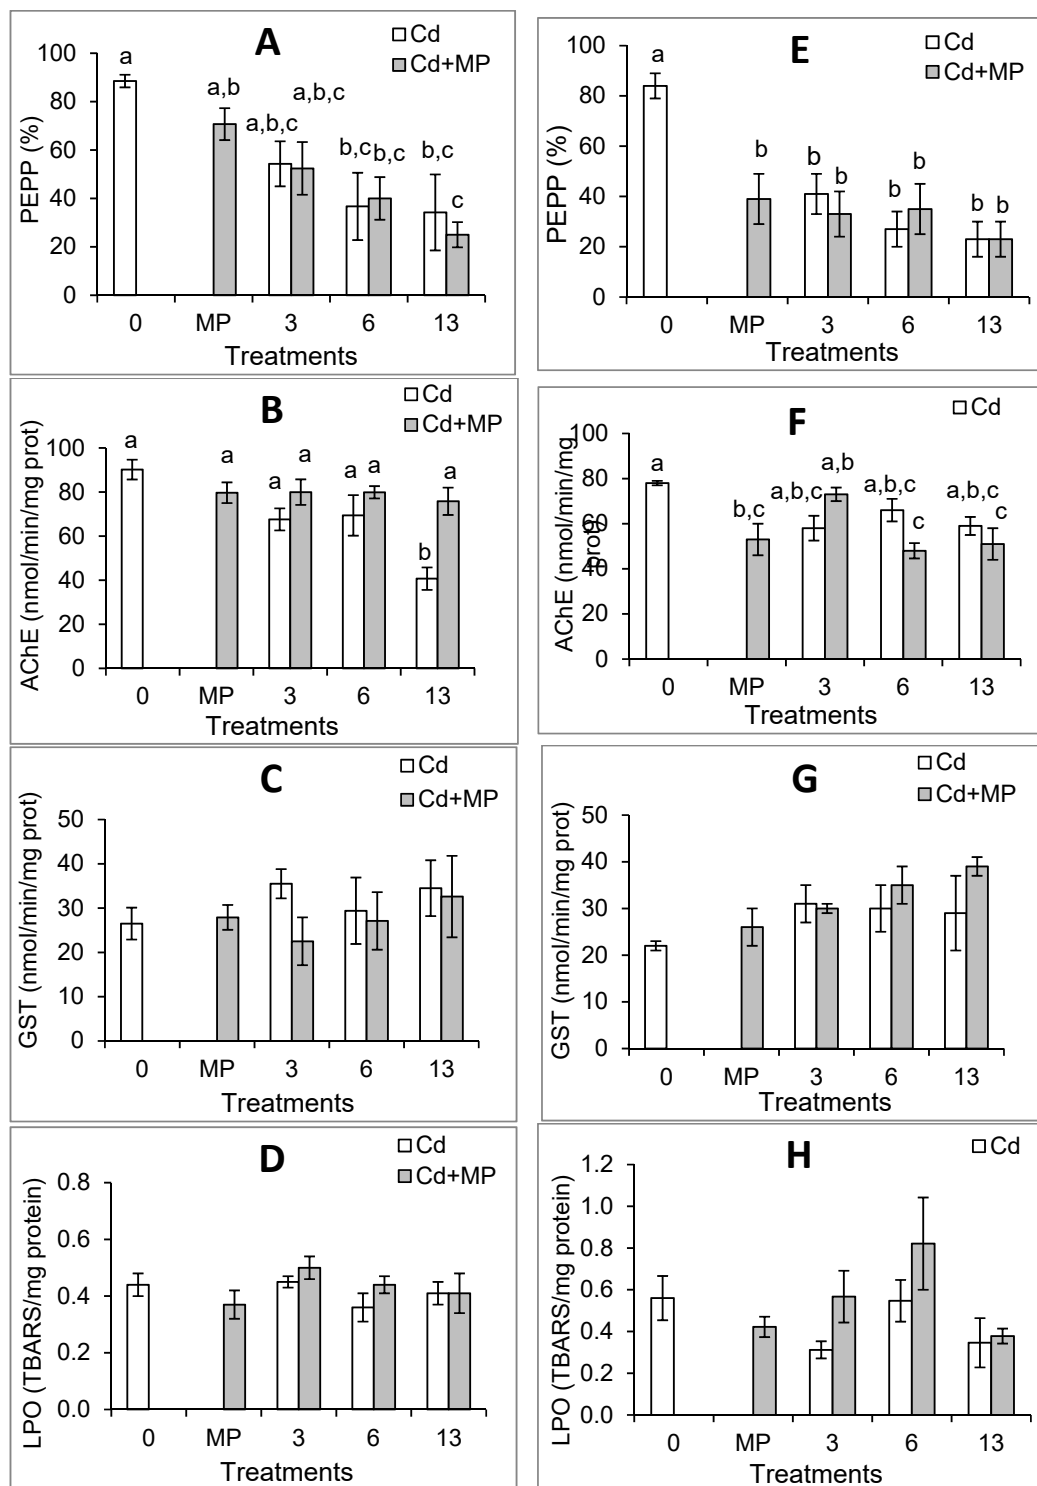 A
Cd
Cd+MP
PEPP (%)
100
80
60
40
20
0
a
a,b
a,b,c
a,b,c
b,c
b,c
b,c
c
0 MP 3 6 13
Treatments
E
Cd
Cd+MP
PEPP (%)
100
80
60
40
20
0
a
b
b
b
b
b
b
b
0 MP 3 6 13
Treatments
B
Cd
Cd+MP
AChE (nmol/min/mg prot)
100
80
60
40
20
0
a
a
a
a
a
a
b
a
0 MP 3 6 13
Treatments
F
Cd
AChE (nmol/min/mg
prot)
100
80
60
40
20
0
a
b,c
a,b,c
a,b
a,b,c
c
a,b,c
c
0 MP 3 6 13
Treatments
C
Cd
Cd+MP
GST (nmol/min/mg prot)
50
40
30
20
10
0
0 MP 3 6 13
Treatments
G
Cd
Cd+MP
GST (nmol/min/mg prot)
50
40
30
20
10
0
0 MP 3 6 13
Treatments
D
Cd
Cd+MP
LPO (TBARS/mg protein)
0.8
0.6
0.4
0.2
0.0
0 MP 3 6 13
Treatments
H
Cd
LPO (TBARS/mg protein)
1.2
1.0
0.8
0.6
0.4
0.2
0.0
0 MP 3 6 13
Treatments